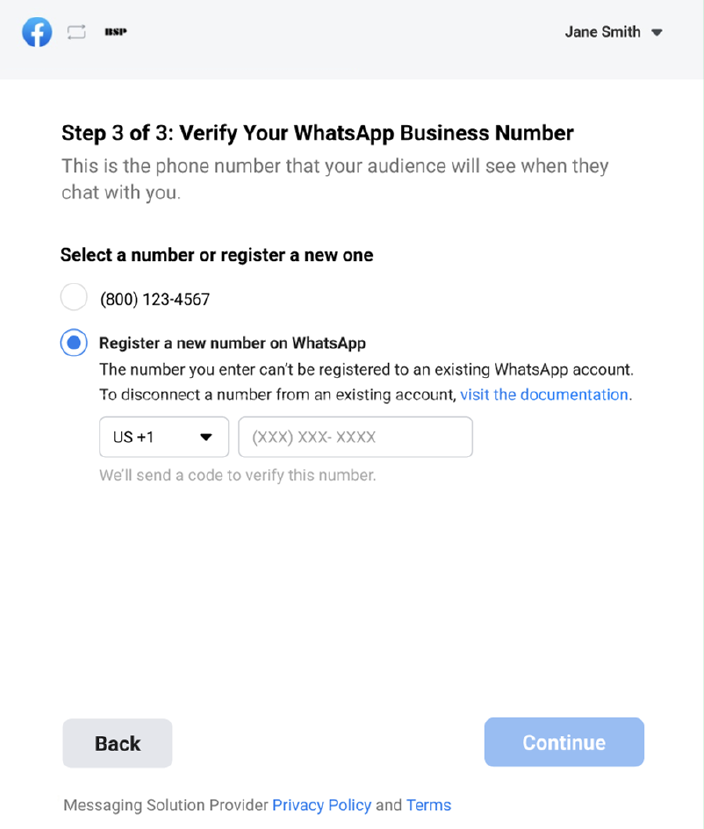 BSP
Jane Smith
Step 3 of 3: Verify Your WhatsApp Business Number
This is the phone number that your audience will see when they
chat with you.
Select a number or register a new one
(800) 123-4567
Register a new number on WhatsApp
The number you enter can't be registered to an existing WhatsApp account.
To disconnect a number from an existing account, visit the documentation.
US +1
(XXX) XXX- XXXX
We'll send a code to verify this number.
Back
Continue
Messaging Solution Provider Privacy Policy and Terms